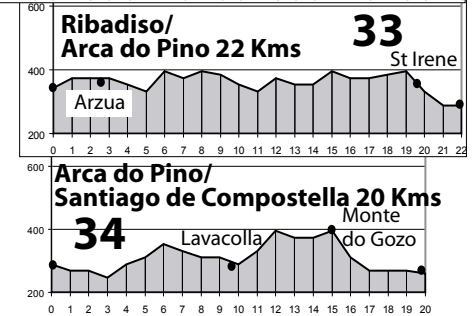 600
Ribadiso/ 33
Arca do Pino 22 Kms
St Irene
400
Arzua
200
0 1 2 3 4 5 6 7 8 9 10 11 12 13 14 15 16 17 18 19 20 21 22
600
Arca do Pino/
Santiago de Compostella 20 Kms
34
Monte
400
Lavacolla do Gozo
200
0 1 2 3 4 5 6 7 8 9 10 11 12 13 14 15 16 17 18 19 20